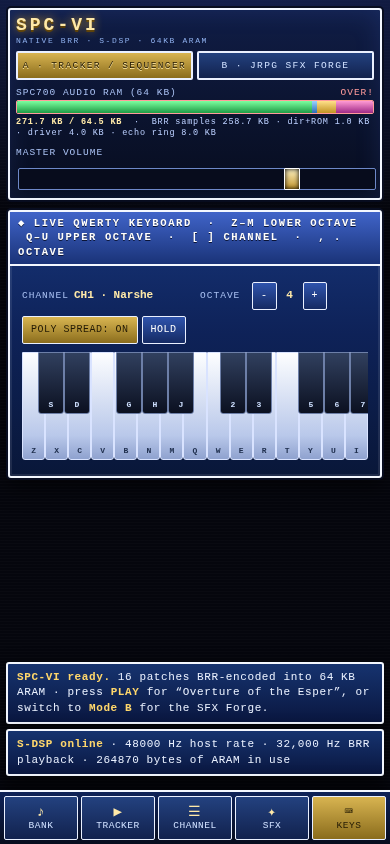 SPC-VI
NATIVE BRR · S-DSP · 64KB ARAM
A · TRACKER / SEQUENCER
B · JRPG SFX FORGE
SPC700 AUDIO RAM (64 KB)
OVER!
271.7 KB / 64.5 KB · BRR samples 258.7 KB · dir+ROM 1.0 KB
· driver 4.0 KB · echo ring 8.0 KB
MASTER VOLUME
◆ LIVE QWERTY KEYBOARD · Z–M LOWER OCTAVE
· Q–U UPPER OCTAVE · [ ] CHANNEL · , .
OCTAVE
CHANNEL CH1 · Narshe
OCTAVE - 4 +
POLY SPREAD: ON
HOLD
S D G H J 2 3 5 6 7
Z X C V B N M Q W E R T Y U I
SPC-VI ready. 16 patches BRR-encoded into 64 KB
ARAM · press PLAY for “Overture of the Esper”, or
switch to Mode B for the SFX Forge.
S-DSP online · 48000 Hz host rate · 32,000 Hz BRR
playback · 264870 bytes of ARAM in use
BANK
TRACKER
CHANNEL
SFX
KEYS